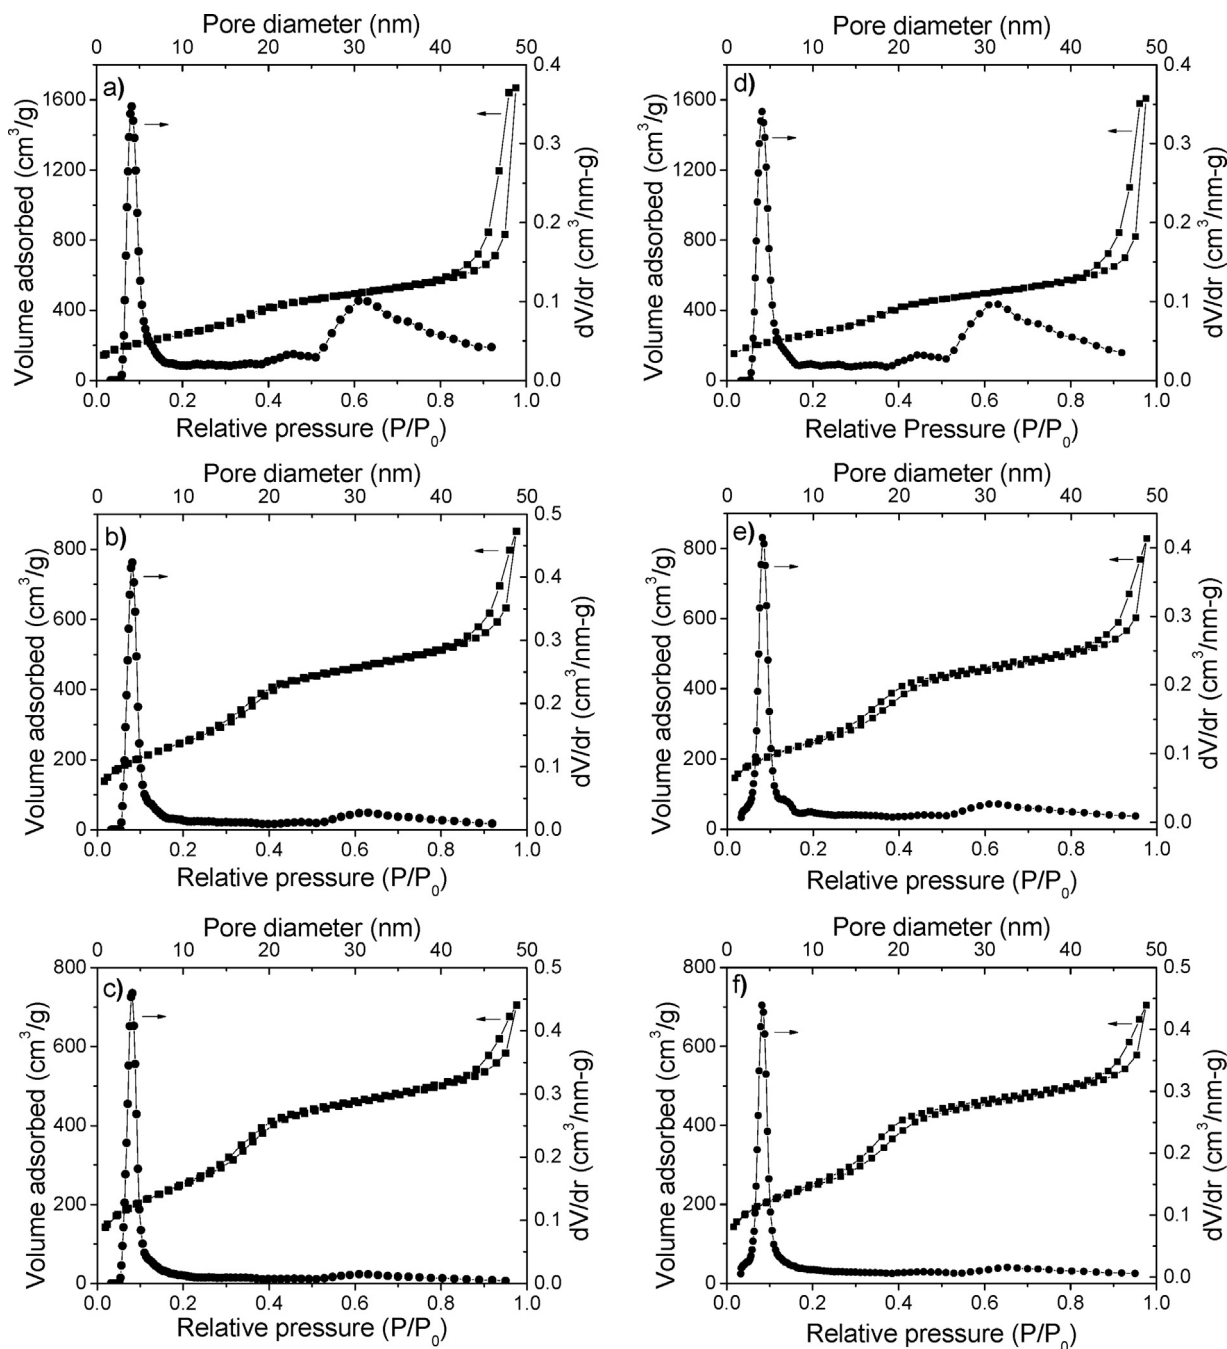 Pore diameter (nm)
0 10 20 30 40 50
a)
Volume adsorbed (cm³/g)
1600
1200
800
400
0
0.4
0.3
0.2
0.1
0.0
dV/dr (cm³/nm-g)
0.0 0.2 0.4 0.6 0.8 1.0
Relative pressure (P/P₀)
Pore diameter (nm)
0 10 20 30 40 50
d)
Volume adsorbed (cm³/g)
1600
1200
800
400
0
0.4
0.3
0.2
0.1
0.0
dV/dr (cm³/nm-g)
0.0 0.2 0.4 0.6 0.8 1.0
Relative Pressure (P/P₀)
Pore diameter (nm)
0 10 20 30 40 50
b)
Volume adsorbed (cm³/g)
800
600
400
200
0
0.5
0.4
0.3
0.2
0.1
0.0
dV/dr (cm³/nm-g)
0.0 0.2 0.4 0.6 0.8 1.0
Relative pressure (P/P₀)
Pore diameter (nm)
0 10 20 30 40 50
e)
Volume adsorbed (cm³/g)
800
600
400
200
0
0.4
0.3
0.2
0.1
0.0
dV/dr (cm³/nm-g)
0.0 0.2 0.4 0.6 0.8 1.0
Relative pressure (P/P₀)
Pore diameter (nm)
0 10 20 30 40 50
c)
Volume adsorbed (cm³/g)
800
600
400
200
0
0.5
0.4
0.3
0.2
0.1
0.0
dV/dr (cm³/nm-g)
0.0 0.2 0.4 0.6 0.8 1.0
Relative pressure (P/P₀)
Pore diameter (nm)
0 10 20 30 40 50
f)
Volume adsorbed (cm³/g)
800
600
400
200
0
0.5
0.4
0.3
0.2
0.1
0.0
dV/dr (cm³/nm-g)
0.0 0.2 0.4 0.6 0.8 1.0
Relative pressure (P/P₀)